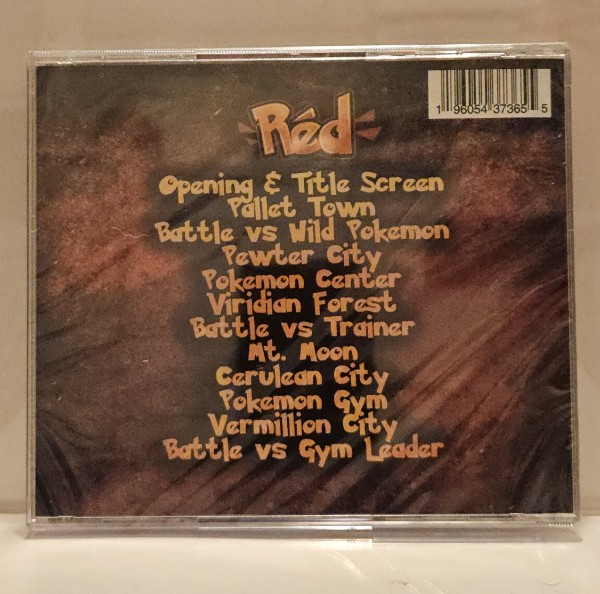 1 96054 37365 5
Réd
Opening & Title Screen
Pallet Town
Battle vs Wild Pokemon
Pewter City
Pokemon Center
Viridian Forest
Battle vs Trainer
Mt. Moon
Cerulean City
Pokemon Gym
Vermillion City
Battle vs Gym Leader